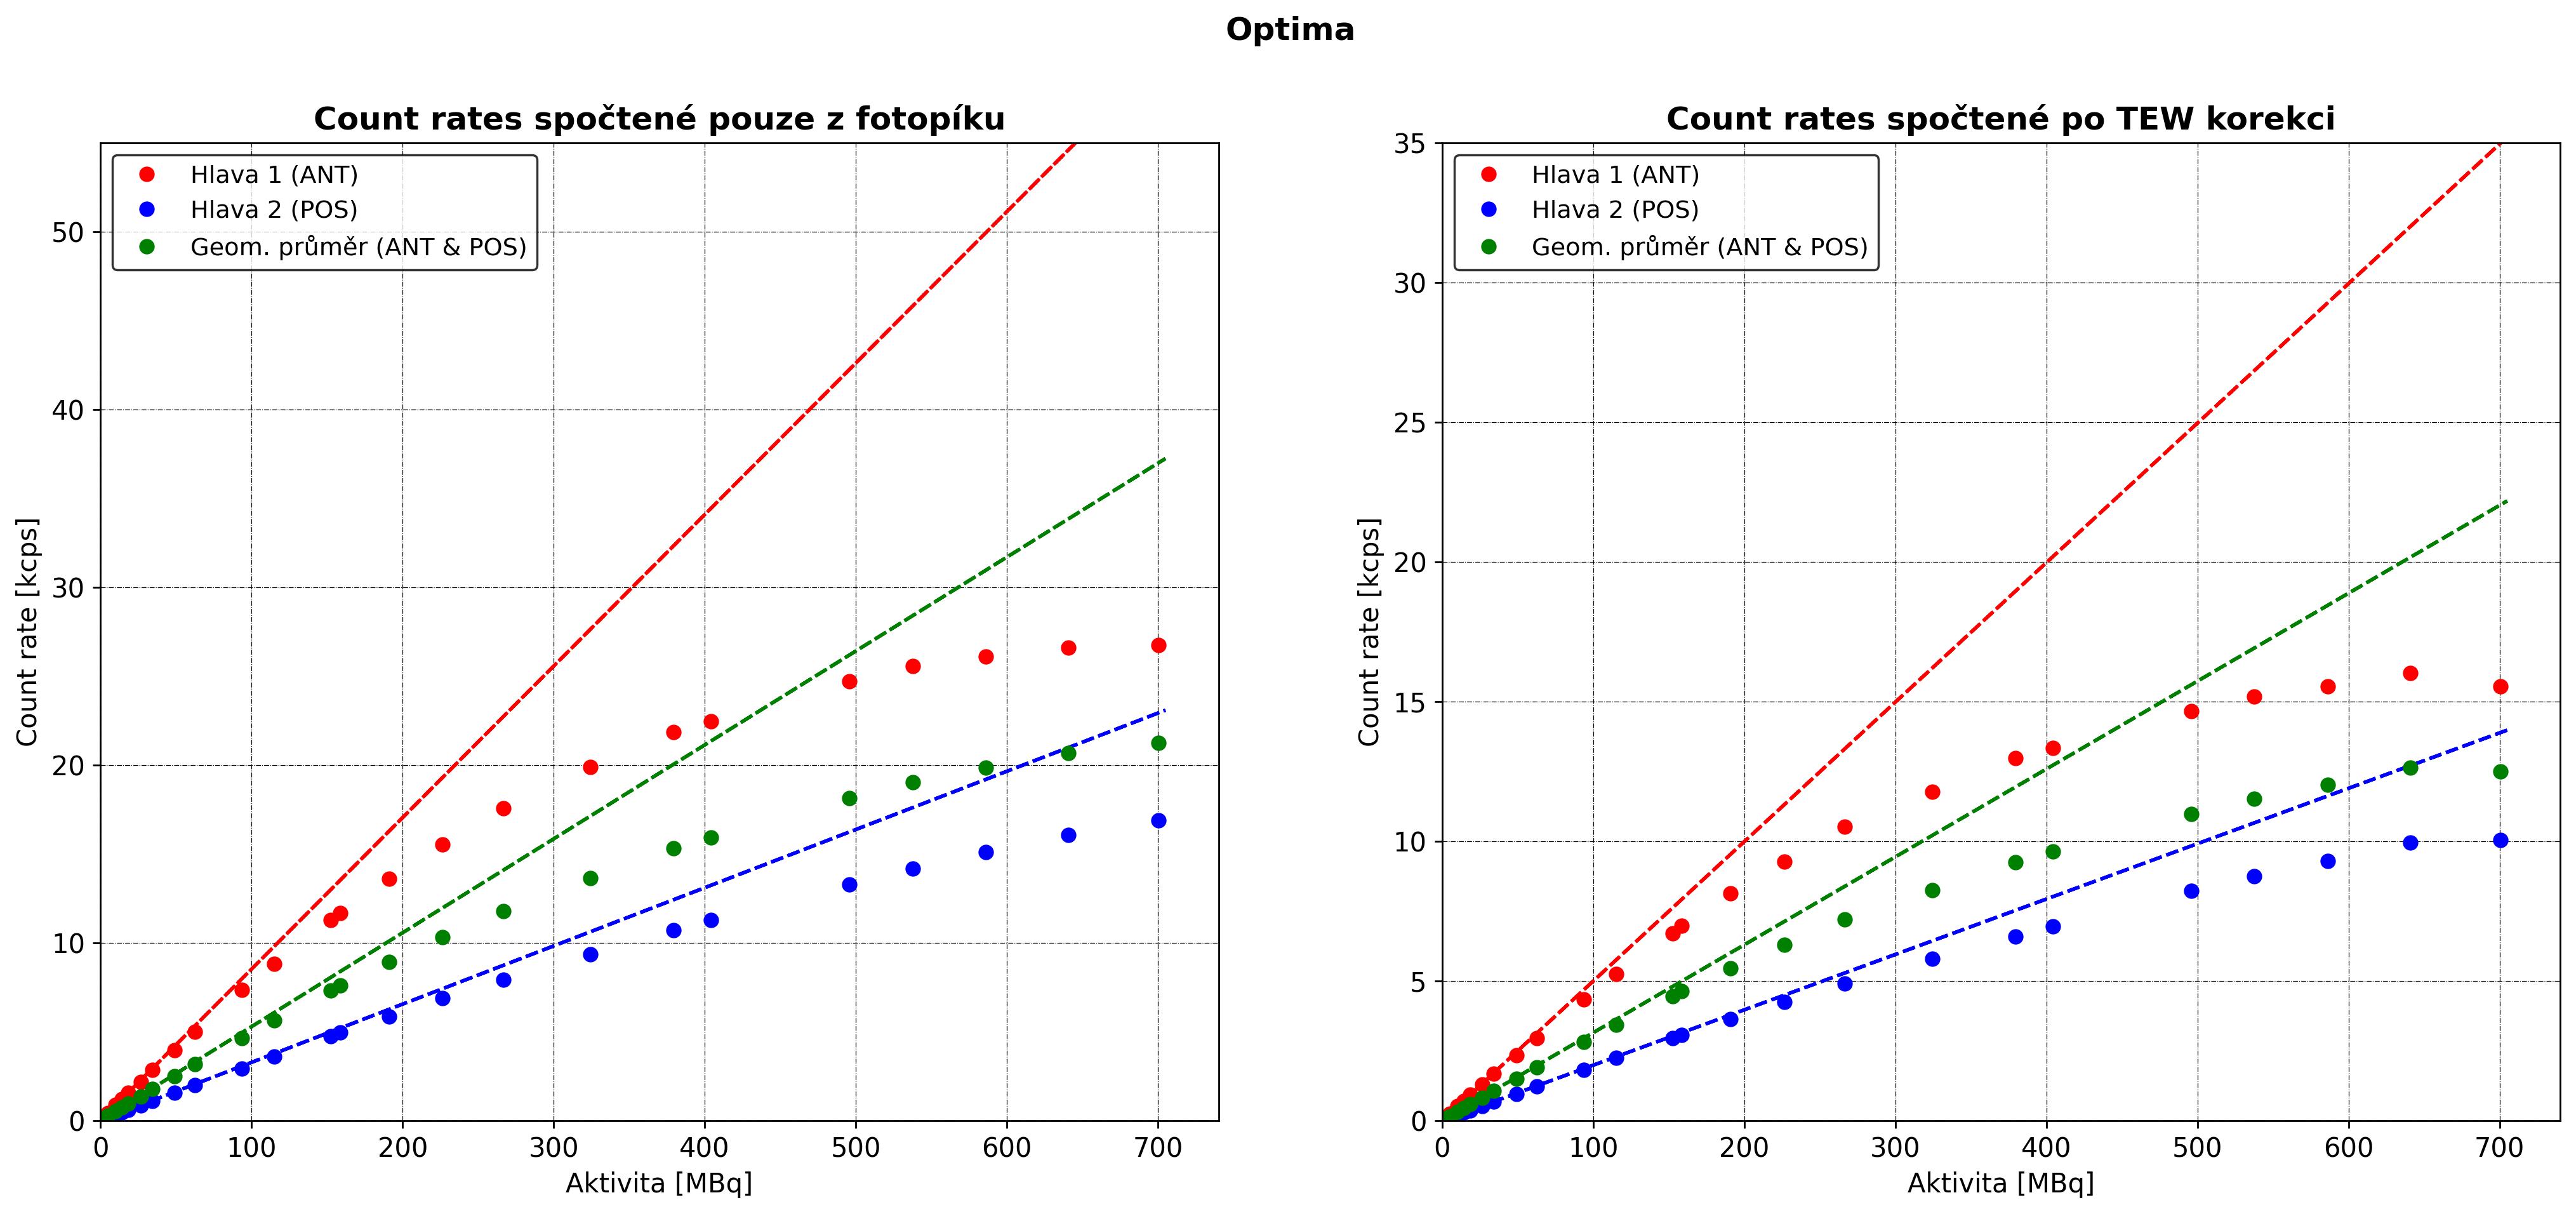 Optima
Count rates spočtené pouze z fotopíku
Hlava 1 (ANT)
Hlava 2 (POS)
Geom. průměr (ANT & POS)
Count rate [kcps]
50
40
30
20
10
0
0 100 200 300 400 500 600 700
Aktivita [MBq]
Count rates spočtené po TEW korekci
Hlava 1 (ANT)
Hlava 2 (POS)
Geom. průměr (ANT & POS)
Count rate [kcps]
35
30
25
20
15
10
5
0
0 100 200 300 400 500 600 700
Aktivita [MBq]